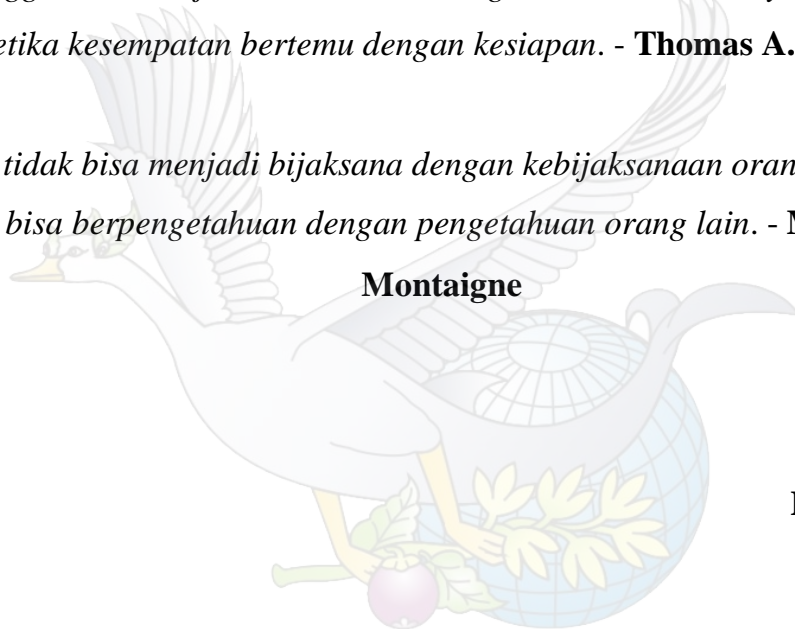 etika kesempatan bertemu dengan kesiapan. - Thomas A.
tidak bisa menjadi bijaksana dengan kebijaksanaan oran
bisa berpengetahuan dengan pengetahuan orang lain. - M
Montaigne